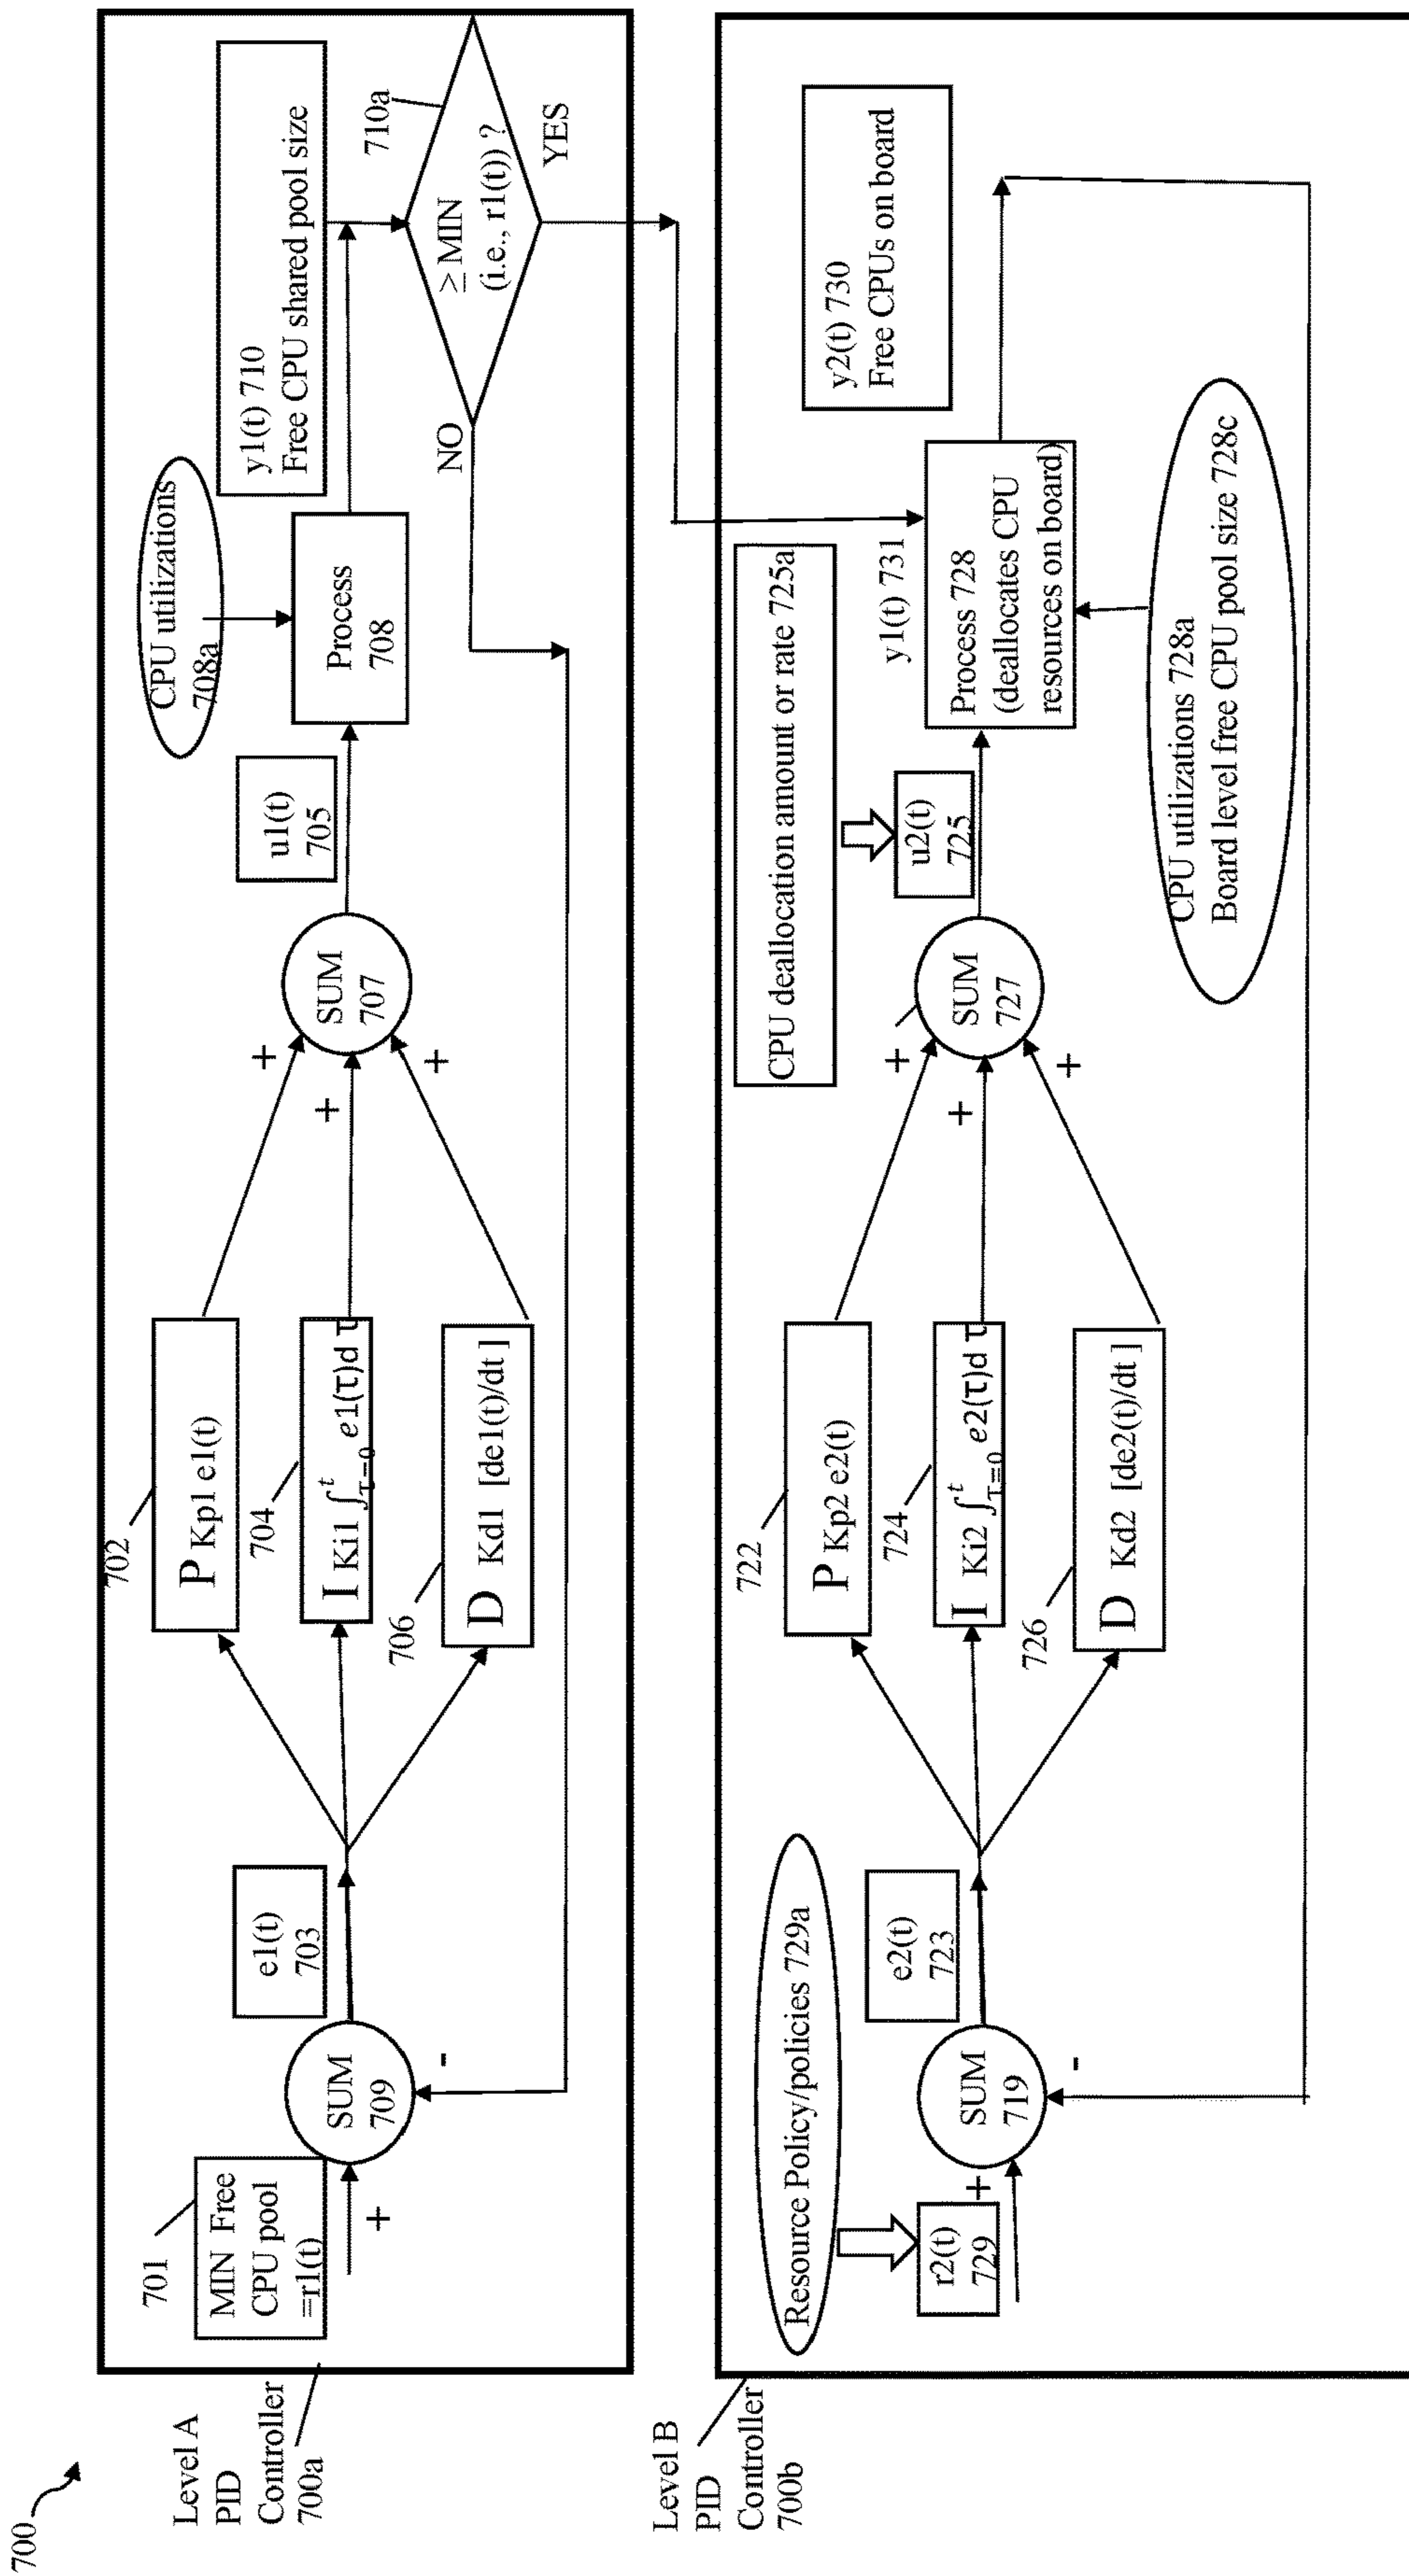 700
Level A
PID
Controller
700a
701
MIN Free
CPU pool
=r1(t)
+
SUM
709
-
e1(t)
703
702
P Kp1 e1(t)
704
I Ki1 ∫τ=0^t e1(τ)d τ
706
D Kd1 [de1(t)/dt ]
+
+
+
SUM
707
u1(t)
705
CPU utilizations
708a
Process
708
y1(t) 710
Free CPU shared pool size
710a
≥ MIN
(i.e., r1(t)) ?
NO
YES
Level B
PID
Controller
700b
Resource Policy/policies 729a
r2(t)
729
+
SUM
719
-
e2(t)
723
722
P Kp2 e2(t)
724
I Ki2 ∫τ=0^t e2(τ)d τ
726
D Kd2 [de2(t)/dt ]
+
+
+
SUM
727
CPU deallocation amount or rate 725a
u2(t)
725
y1(t) 731
Process 728
(deallocates CPU
resources on board)
CPU utilizations 728a
Board level free CPU pool size 728c
y2(t) 730
Free CPUs on board